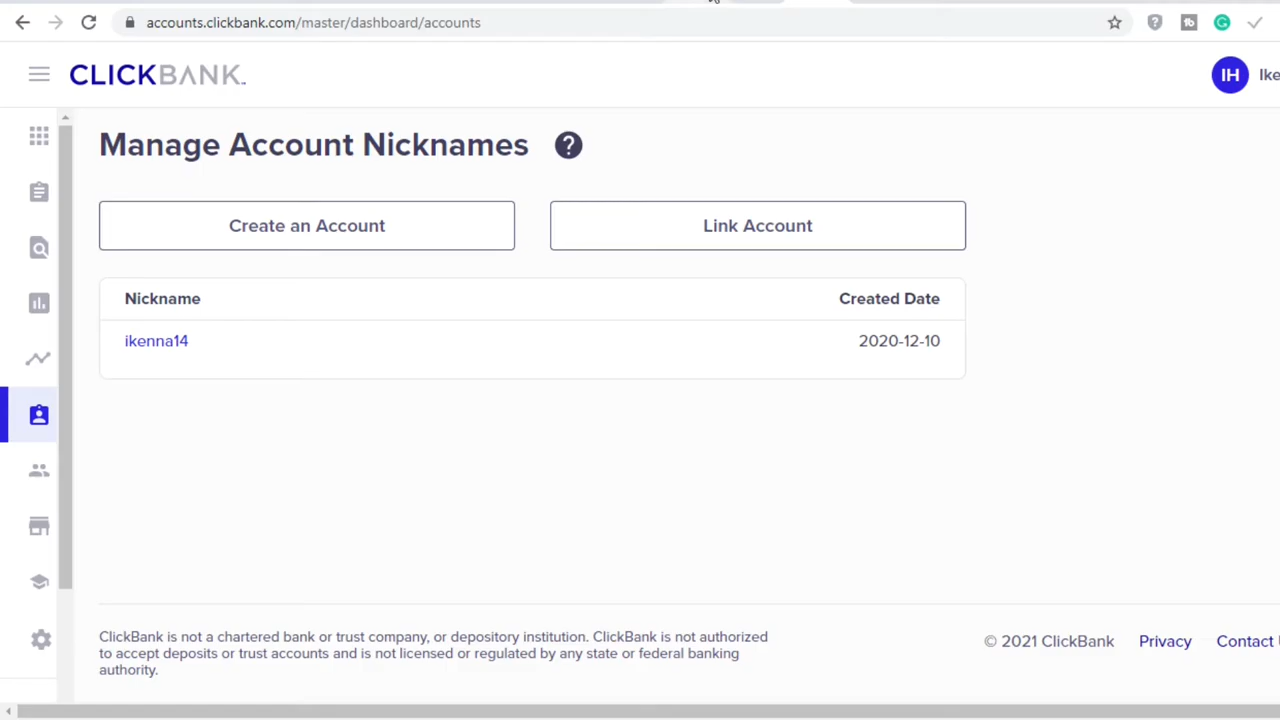 accounts.clickbank.com/master/dashboard/accounts
CLICKBANK
IH
Ike
Manage Account Nicknames ?
Create an Account
Link Account
Nickname
Created Date
ikenna14
2020-12-10
ClickBank is not a chartered bank or trust company, or depository institution. ClickBank is not authorized
to accept deposits or trust accounts and is not licensed or regulated by any state or federal banking
authority.
© 2021 ClickBank
Privacy
Contact